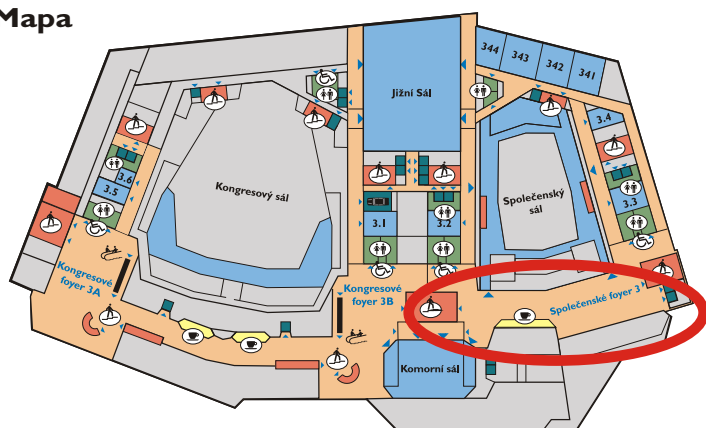 Mapa
344
343
342
341
Jižní Sál
3.4
3.6
3.5
Kongresový sál
Společenský
sál
3.3
3.1
3.2
Kongresové
foyer 3A
Kongresové
foyer 3B
Společenské foyer 3
Komorní sál